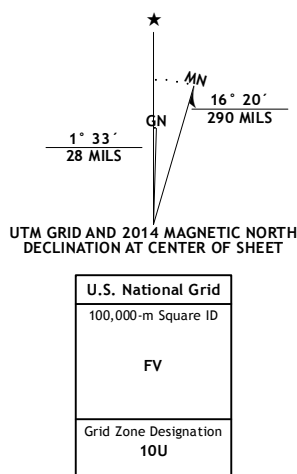 ★
MN
GN
16° 20´
290 MILS
1° 33´
28 MILS
UTM GRID AND 2014 MAGNETIC NORTH
DECLINATION AT CENTER OF SHEET
U.S. National Grid
100,000-m Square ID
FV
Grid Zone Designation
10U